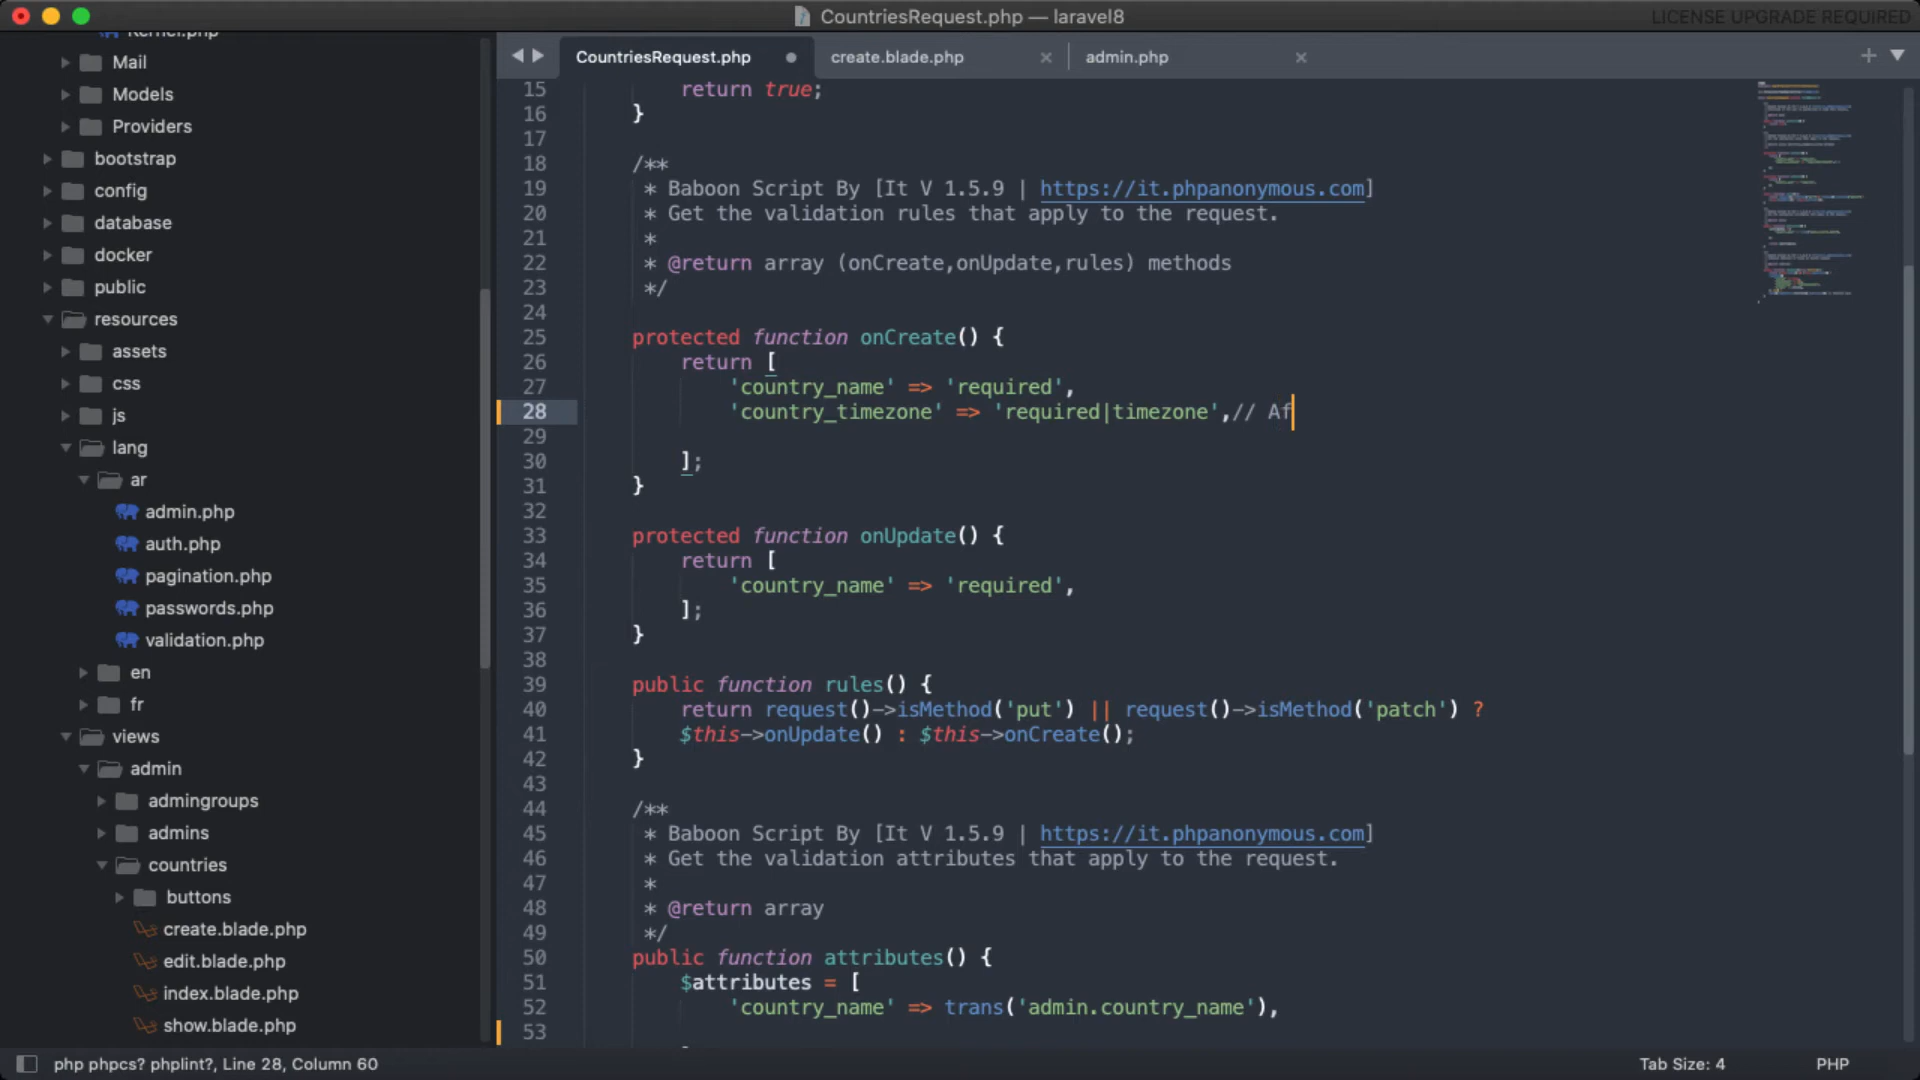 CountriesRequest.php — laravel8
LICENSE UPGRADE REQUIRED
Kernel.php
Mail
Models
Providers
bootstrap
config
database
docker
public
resources
assets
css
js
lang
ar
admin.php
auth.php
pagination.php
passwords.php
validation.php
en
fr
views
admin
admingroups
admins
countries
buttons
create.blade.php
edit.blade.php
index.blade.php
show.blade.php
CountriesRequest.php
create.blade.php
admin.php
15 return true;
16 }
17
18 /**
19 * Baboon Script By [It V 1.5.9 | https://it.phpanonymous.com]
20 * Get the validation rules that apply to the request.
21 *
22 * @return array (onCreate,onUpdate,rules) methods
23 */
24
25 protected function onCreate() {
26 return [
27 'country_name' => 'required',
28 'country_timezone' => 'required|timezone',// Af
29
30 ];
31 }
32
33 protected function onUpdate() {
34 return [
35 'country_name' => 'required',
36 ];
37 }
38
39 public function rules() {
40 return request()->isMethod('put') || request()->isMethod('patch') ?
41 $this->onUpdate() : $this->onCreate();
42 }
43
44 /**
45 * Baboon Script By [It V 1.5.9 | https://it.phpanonymous.com]
46 * Get the validation attributes that apply to the request.
47 *
48 * @return array
49 */
50 public function attributes() {
51 $attributes = [
52 'country_name' => trans('admin.country_name'),
53
php phpcs? phplint?, Line 28, Column 60
Tab Size: 4
PHP